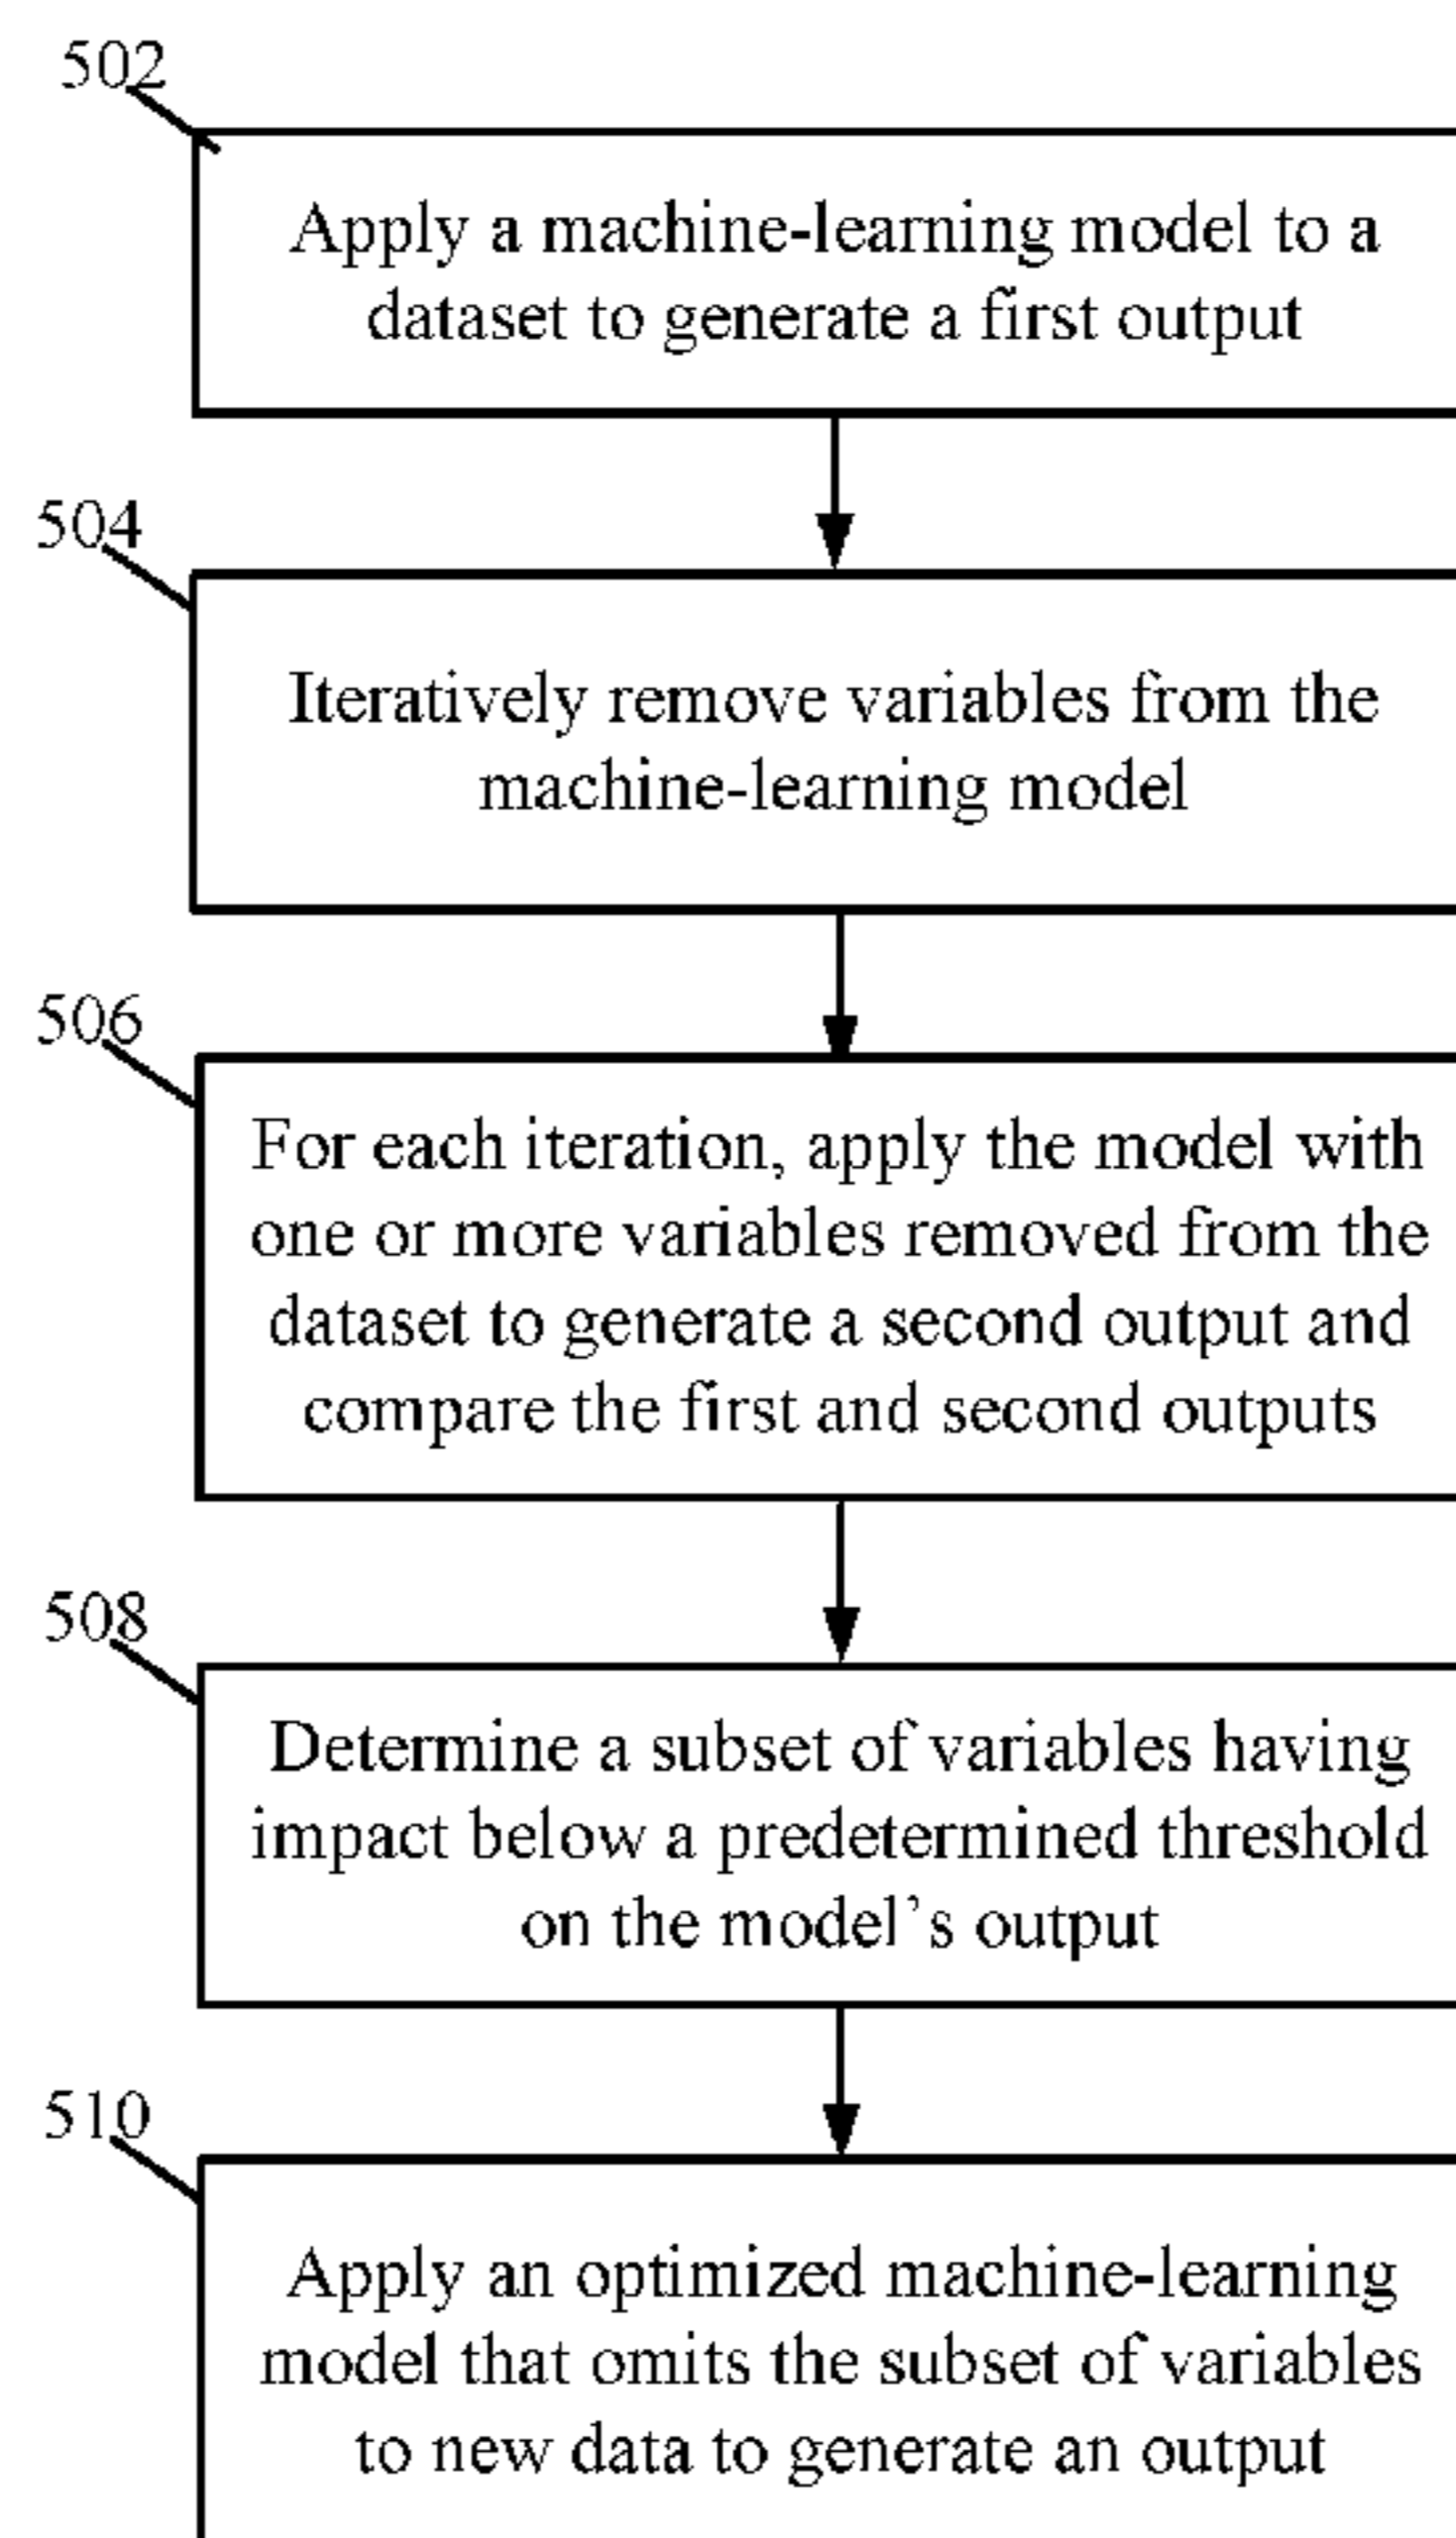 502
Apply a machine-learning model to a
dataset to generate a first output
504
Iteratively remove variables from the
machine-learning model
506
For each iteration, apply the model with
one or more variables removed from the
dataset to generate a second output and
compare the first and second outputs
508
Determine a subset of variables having
impact below a predetermined threshold
on the model’s output
510
Apply an optimized machine-learning
model that omits the subset of variables
to new data to generate an output